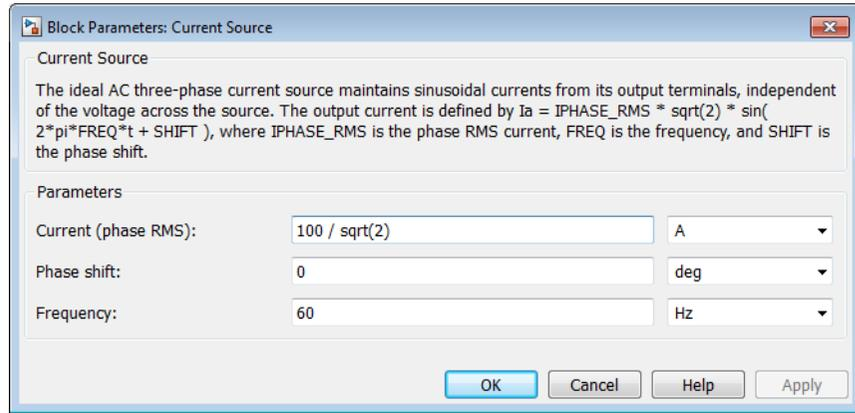 Block Parameters: Current Source
Current Source
The ideal AC three-phase current source maintains sinusoidal currents from its output terminals, independent
of the voltage across the source. The output current is defined by Ia = IPHASE_RMS * sqrt(2) * sin(
2*pi*FREQ*t + SHIFT ), where IPHASE_RMS is the phase RMS current, FREQ is the frequency, and SHIFT is
the phase shift.
Parameters
Current (phase RMS): 100 / sqrt(2) A
Phase shift: 0 deg
Frequency: 60 Hz
OK Cancel Help Apply